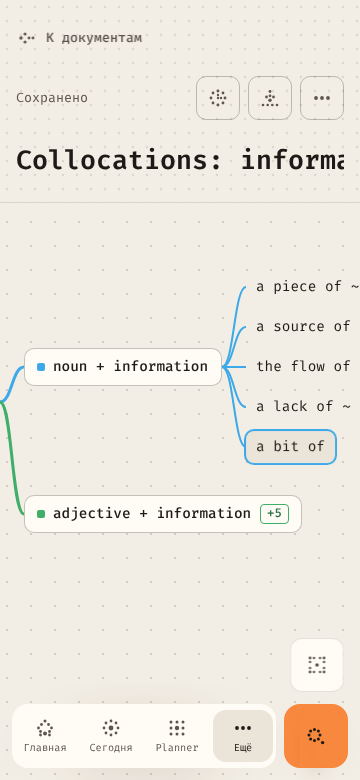 К документам
Сохранено
Collocations: informa
a piece of ~
a source of
noun + information
the flow of
a lack of ~
a bit of
adjective + information +5
Главная
Сегодня
Planner
Ещё